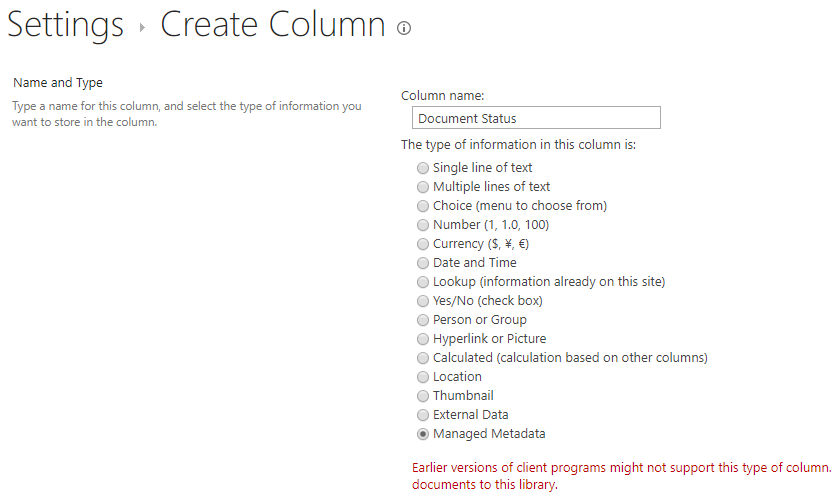 Settings › Create Column
Name and Type
Type a name for this column, and select the type of information you
want to store in the column.
Column name:
Document Status
The type of information in this column is:
Single line of text
Multiple lines of text
Choice (menu to choose from)
Number (1, 1.0, 100)
Currency ($, ¥, €)
Date and Time
Lookup (information already on this site)
Yes/No (check box)
Person or Group
Hyperlink or Picture
Calculated (calculation based on other columns)
Location
Thumbnail
External Data
Managed Metadata
Earlier versions of client programs might not support this type of column.
documents to this library.